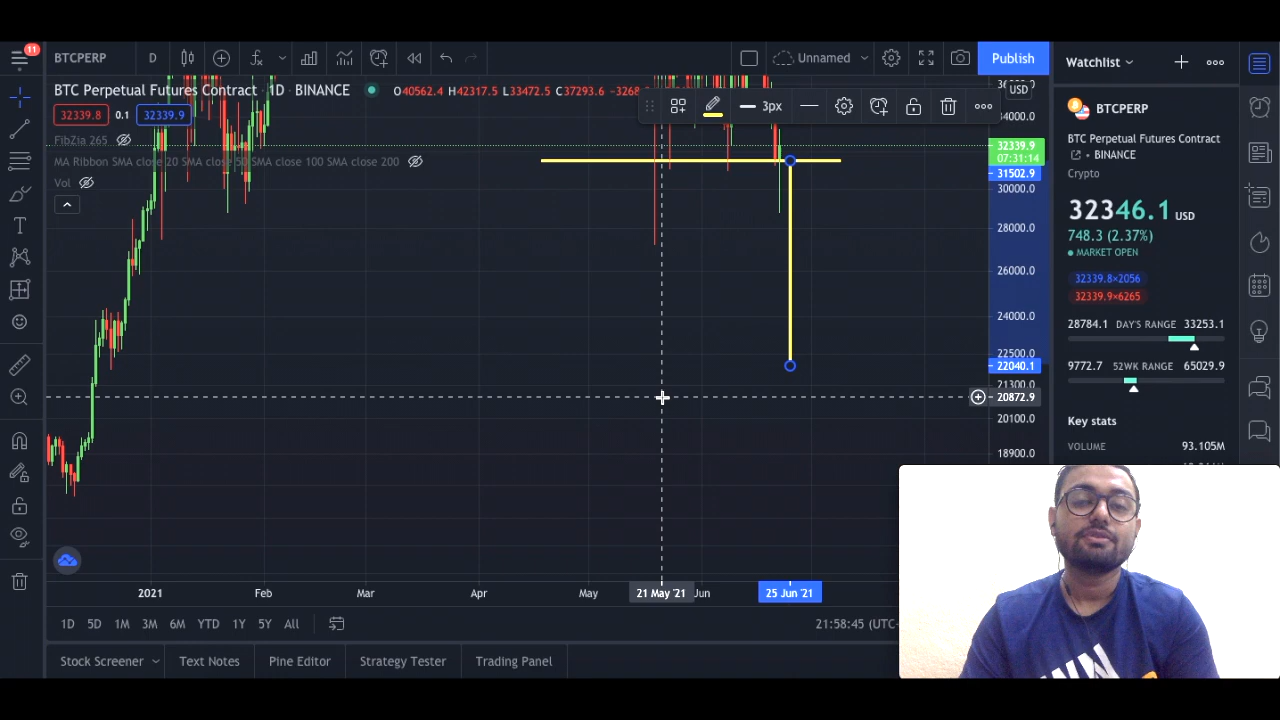 11
BTCPERP
D
Unnamed
Publish
BTC Perpetual Futures Contract · 1D · BINANCE
O40562.4 H42317.5 L33472.5 C37293.6 -3268.
32339.8 0.1 32339.9
FibZia 265
MA Ribbon SMA close 20 SMA close 50 SMA close 100 SMA close 200
Vol
3px
USD
34000.0
32339.9
07:31:14
31502.9
30000.0
28000.0
26000.0
24000.0
22500.0
22040.1
21300.0
20872.9
20100.0
18900.0
2021 Feb Mar Apr May 21 May '21 Jun 25 Jun '21
1D 5D 1M 3M 6M YTD 1Y 5Y All
21:58:45 (UTC-
Stock Screener Text Notes Pine Editor Strategy Tester Trading Panel
Watchlist
BTCPERP
BTC Perpetual Futures Contract
BINANCE
Crypto
32346.1 USD
748.3 (2.37%)
MARKET OPEN
32339.8×2056
32339.9×6265
28784.1 DAY'S RANGE 33253.1
9772.7 52WK RANGE 65029.9
Key stats
VOLUME 93.105M